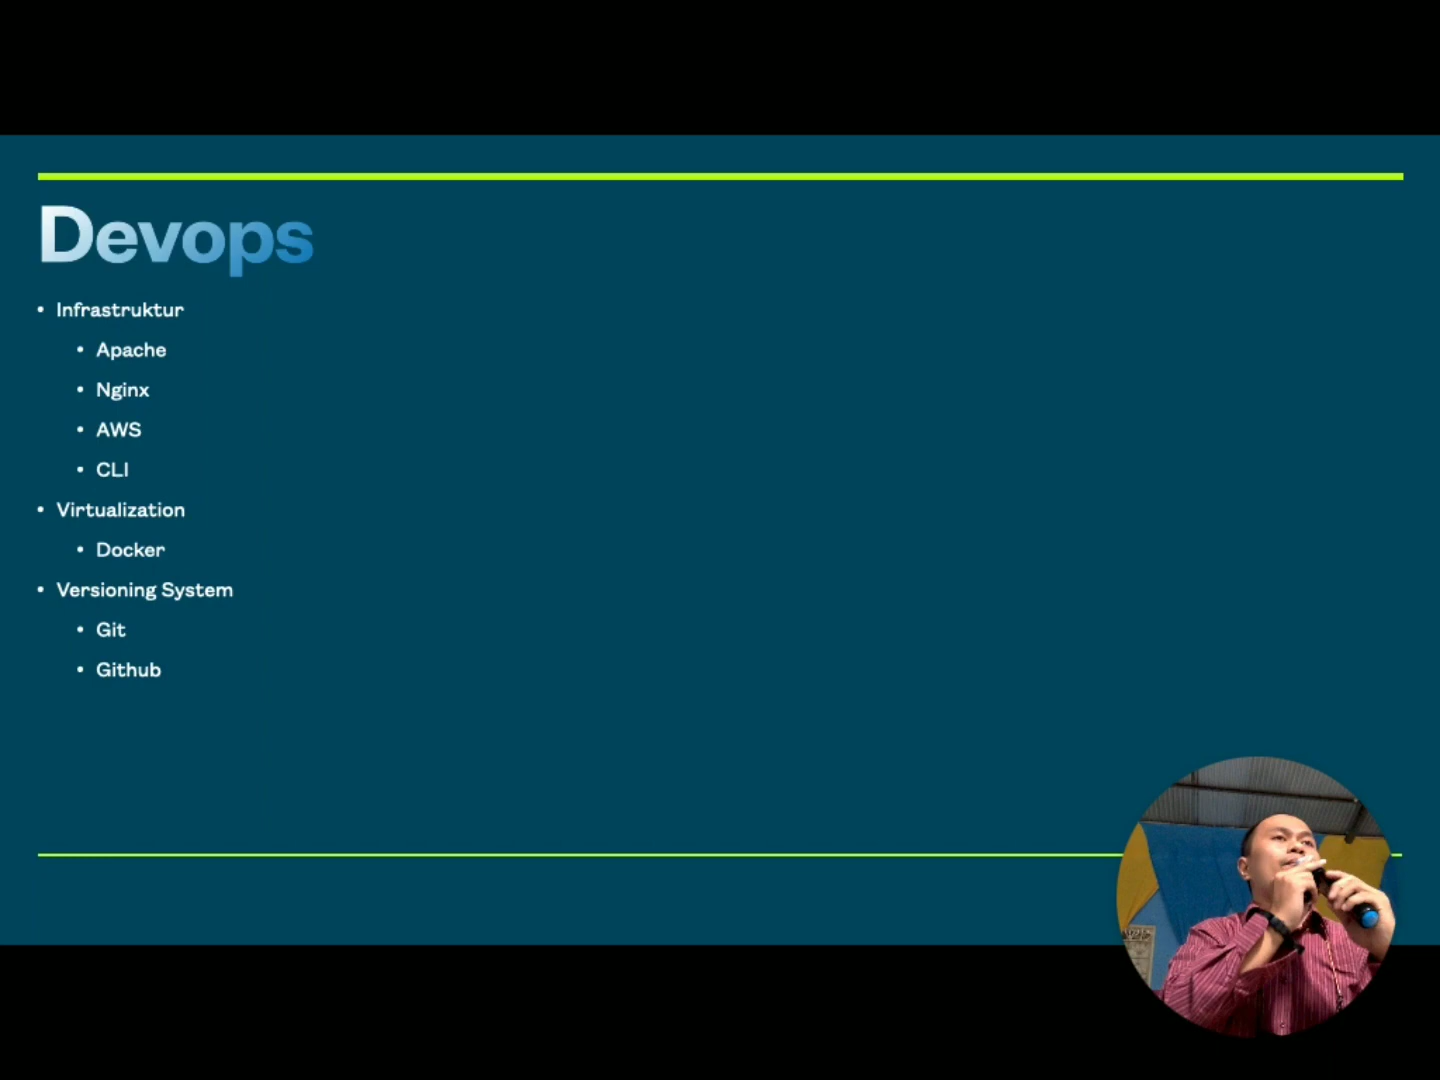 Devops
• Infrastruktur
• Apache
• Nginx
• AWS
• CLI
• Virtualization
• Docker
• Versioning System
• Git
• Github